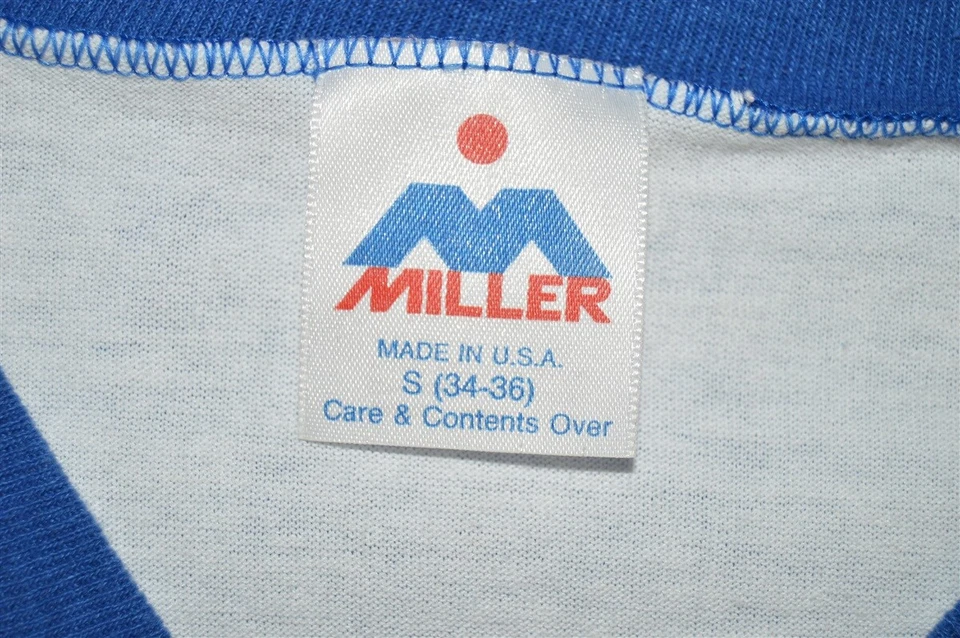 MILLER
MADE IN U.S.A.
S (34-36)
Care & Contents Over